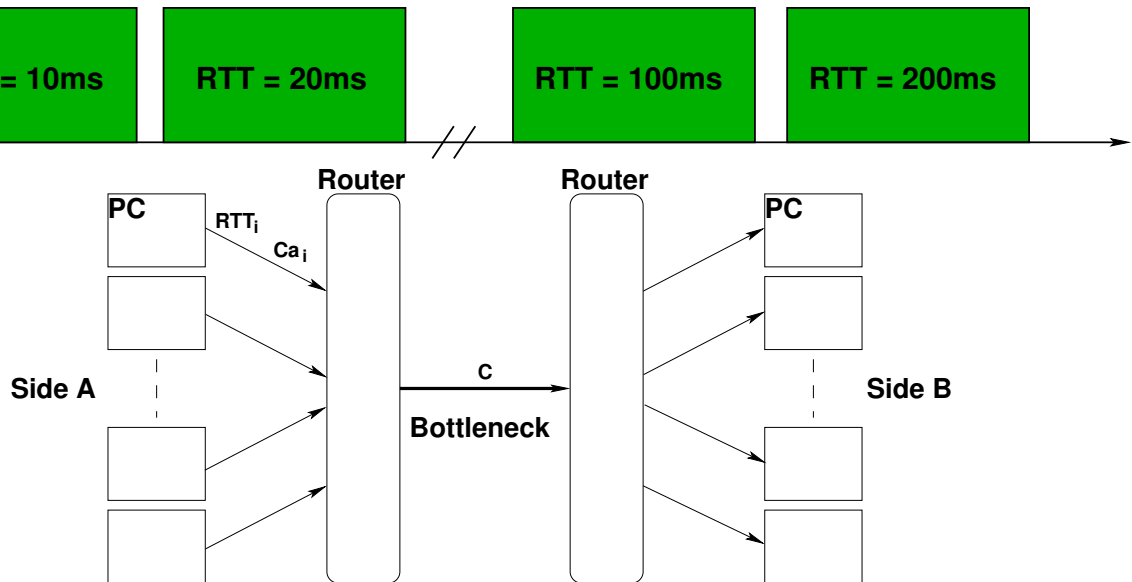 = 10ms
RTT = 20ms
RTT = 100ms
RTT = 200ms
Router
Router
PC
PC
RTTi
Cai
Side A
C
Side B
Bottleneck